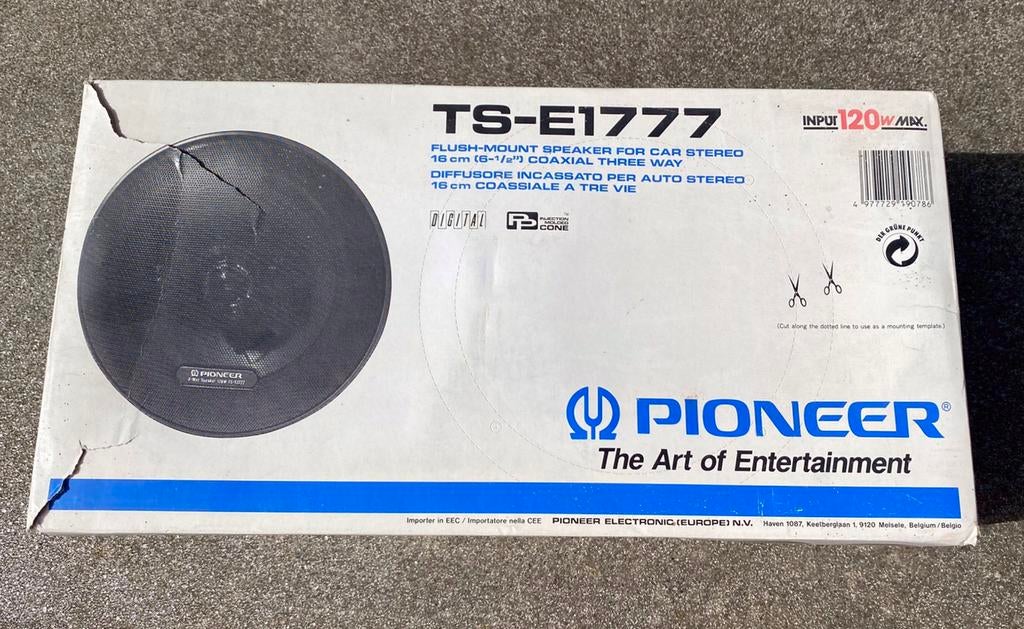 TS-E1777
INPUT 120W MAX.
FLUSH-MOUNT SPEAKER FOR CAR STEREO
16 cm (6-1/2") COAXIAL THREE WAY
DIFFUSORE INCASSATO PER AUTO STEREO
16 cm COASSIALE A TRE VIE
4 977729 190786
DIGITAL
PP INJECTION MOLDED CONE ™
DER GRÜNE PUNKT
(Cut along the dotted line to use as a mounting template.)
PIONEER
PIONEER®
The Art of Entertainment
Importer in EEC / Importatore nella CEE PIONEER ELECTRONIC (EUROPE) N.V. Haven 1087, Keetberglaan 1, 9120 Melsele, Belgium/Belgio